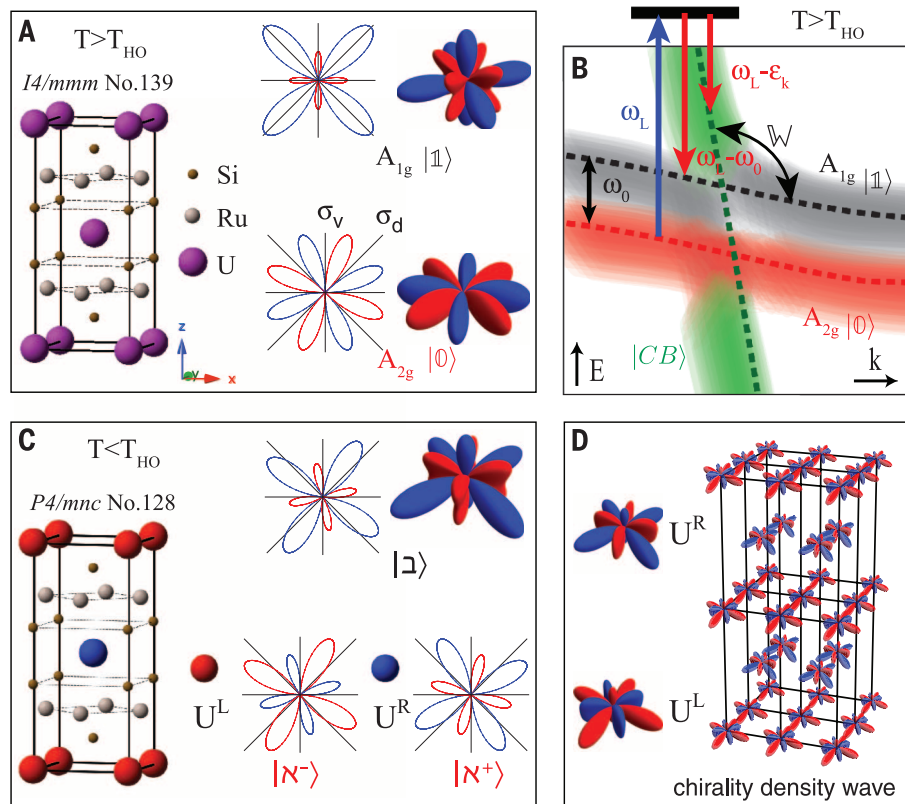 A
T>T_HO
I4/mmm No.139
Si
Ru
U
z
y
x
A_1g |𝟙⟩
σ_v
σ_d
A_2g |𝟘⟩
T>T_HO
B
ω_L
ω_L-ε_k
𝕎
ω_L-ω_0
ω_0
A_1g |𝟙⟩
A_2g |𝟘⟩
|CB⟩
E
k
C
T<T_HO
P4/mnc No.128
|ב⟩
U^L
U^R
|א^-⟩
|א^+⟩
D
U^R
U^L
chirality density wave